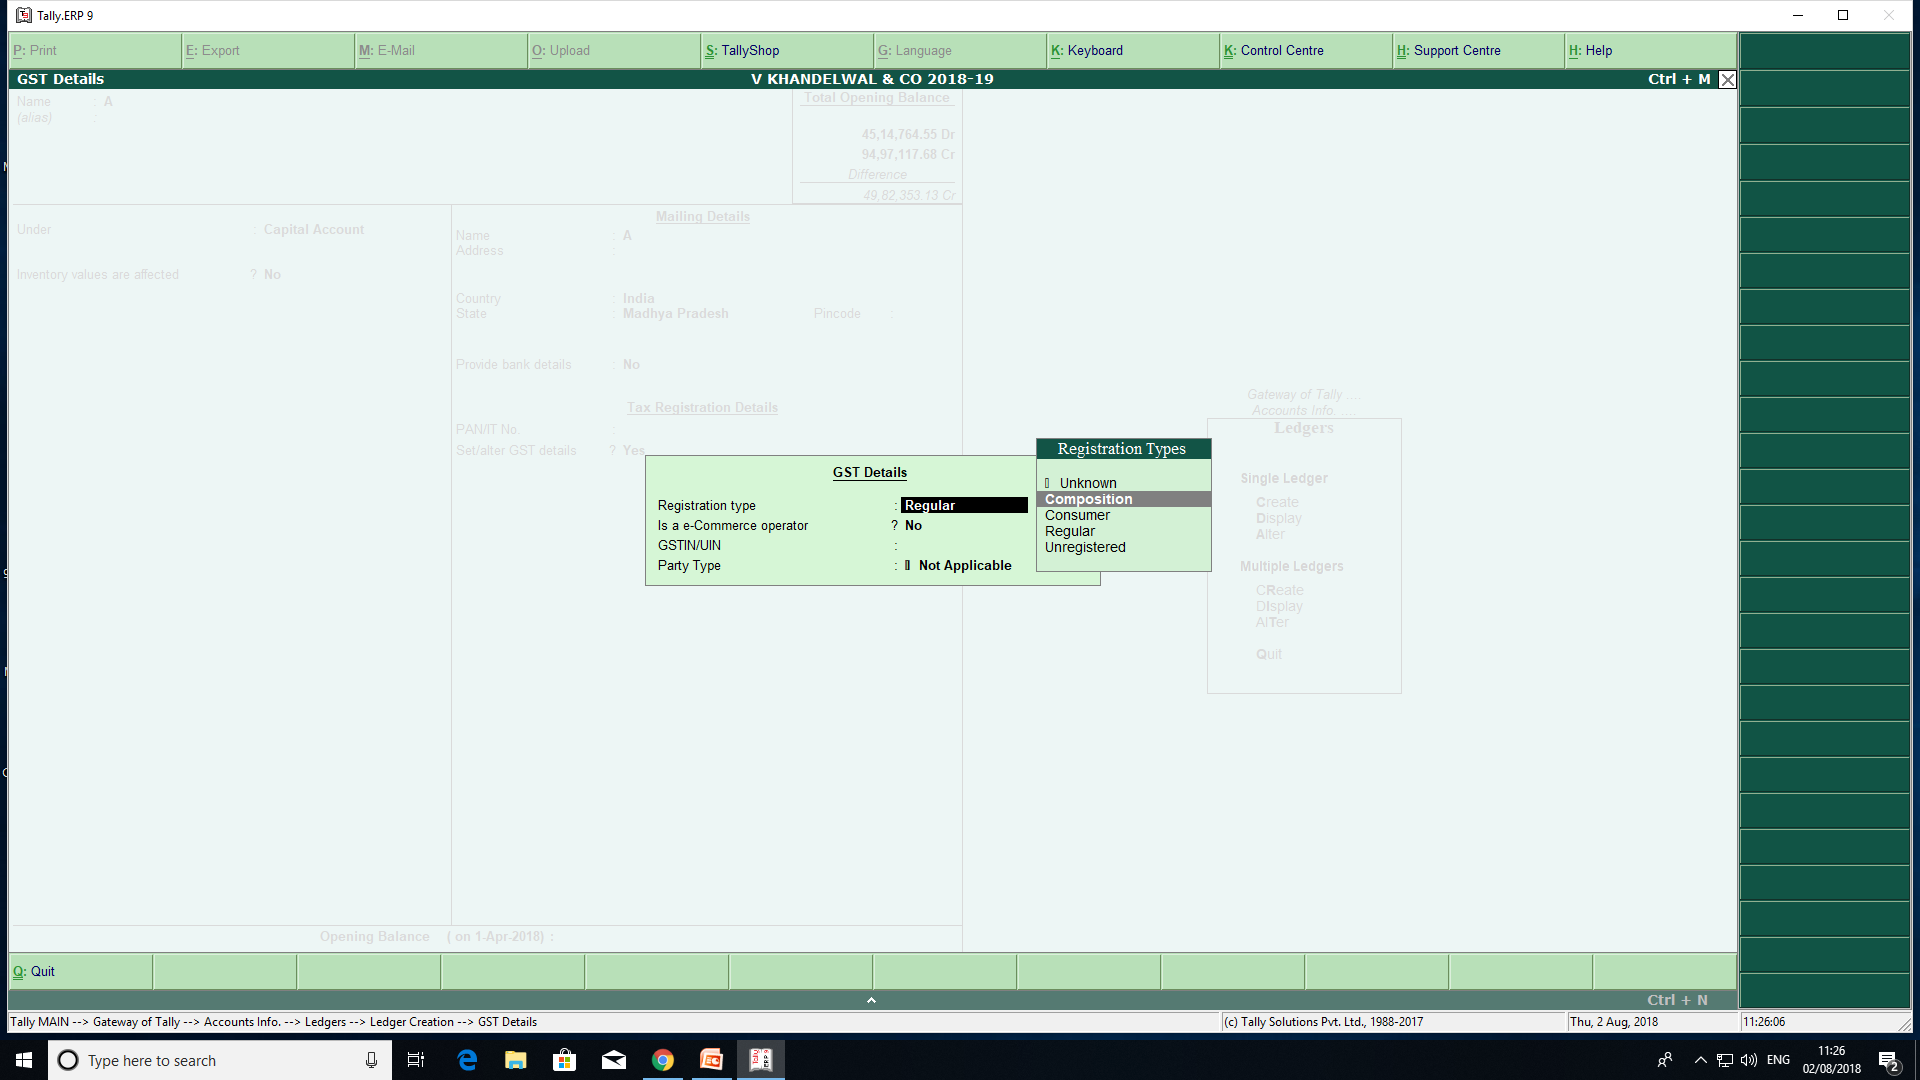 Tally.ERP 9
P: Print E: Export M: E-Mail O: Upload S: TallyShop G: Language K: Keyboard K: Control Centre H: Support Centre H: Help
GST Details V KHANDELWAL & CO 2018-19 Ctrl + M
Name : A
(alias) :
Total Opening Balance
45,14,764.55 Dr
94,97,117.68 Cr
Difference
49,82,353.13 Cr
Under : Capital Account
Inventory values are affected ? No
Mailing Details
Name : A
Address :
Country : India
State : Madhya Pradesh Pincode :
Provide bank details : No
Tax Registration Details
PAN/IT No. :
Set/alter GST details ? Yes
GST Details
Registration type : Regular
Is a e-Commerce operator ? No
GSTIN/UIN :
Party Type : Not Applicable
Registration Types
Unknown
Composition
Consumer
Regular
Unregistered
Gateway of Tally ....
Accounts Info. ....
Ledgers
Single Ledger
Create
Display
Alter
Multiple Ledgers
CReate
DIsplay
AlTer
Quit
Opening Balance ( on 1-Apr-2018) :
Q: Quit
Ctrl + N
Tally MAIN --> Gateway of Tally --> Accounts Info. --> Ledgers --> Ledger Creation --> GST Details (c) Tally Solutions Pvt. Ltd., 1988-2017 Thu, 2 Aug, 2018 11:26:06
Type here to search
ENG
11:26
02/08/2018
2